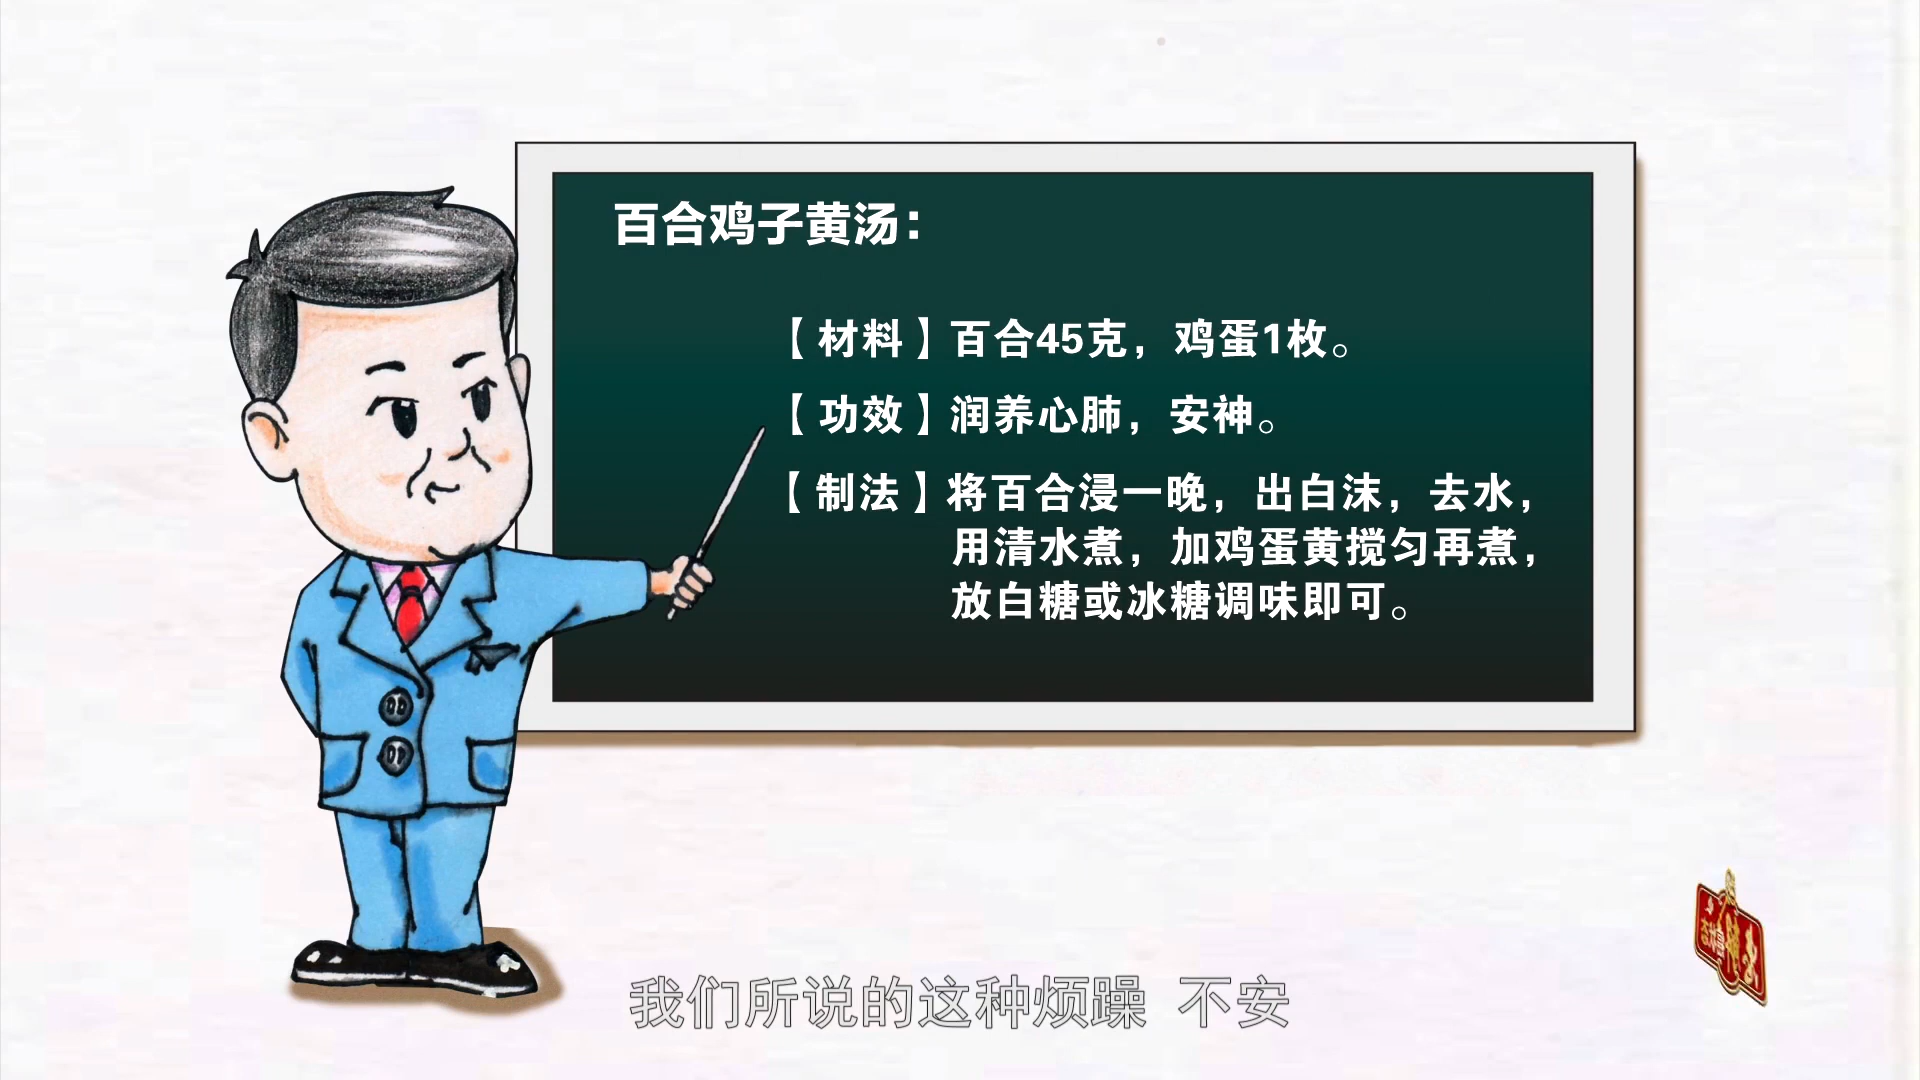 百合鸡子黄汤：
【材料】百合45克，鸡蛋1枚。
【功效】润养心肺，安神。
【制法】将百合浸一晚，出白沫，去水，
用清水煮，加鸡蛋黄搅匀再煮，
放白糖或冰糖调味即可。
我们所说的这种烦躁 不安